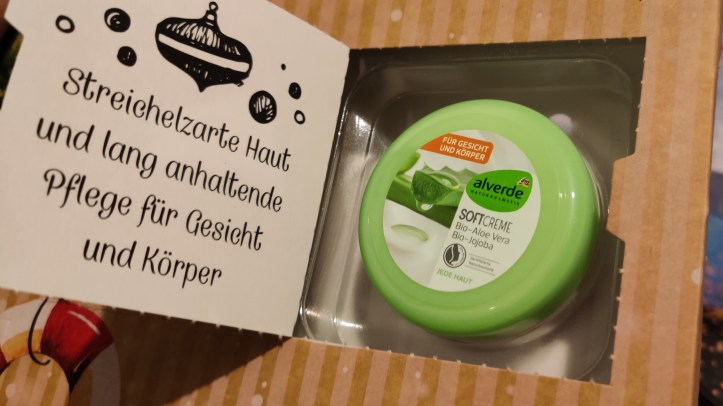 Streichelzarte Haut
und lang anhaltende
Pflege für Gesicht
und Körper
FÜR GESICHT
UND KÖRPER
alverde
NATURKOSMETIK
SOFTCREME
Bio-Aloe Vera
Bio-Jojoba
JEDE HAUT